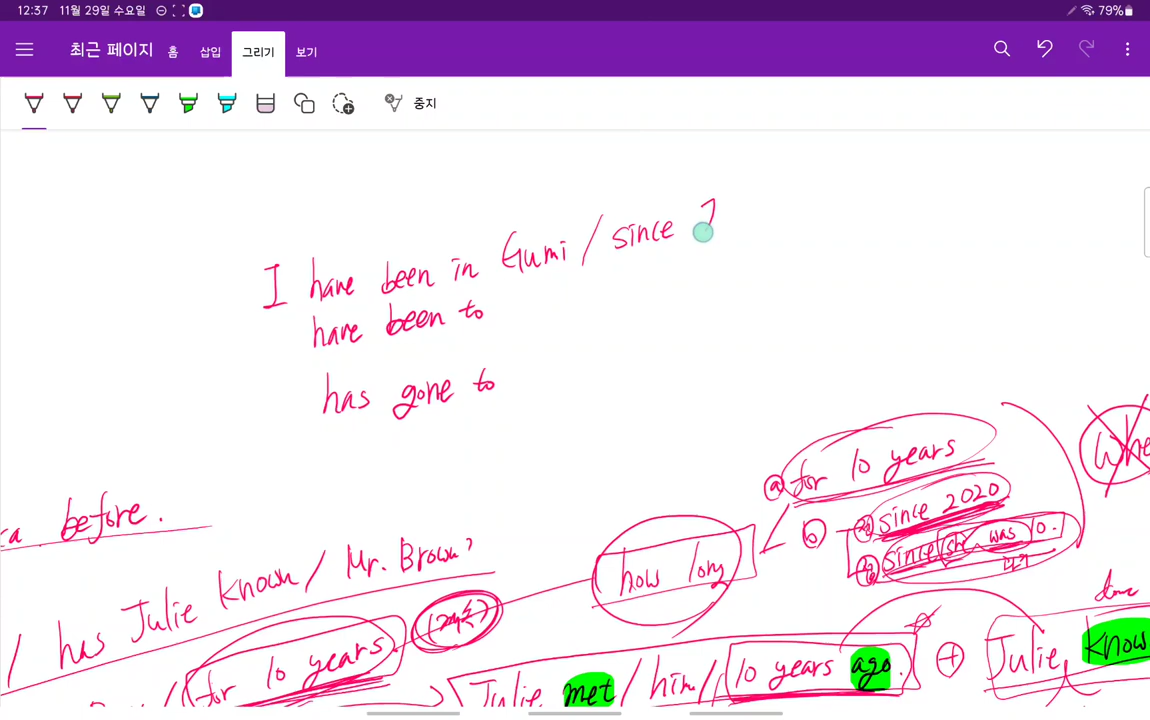 12:37 11월 29일 수요일 79%
최근 페이지 홈 삽입 그리기 보기
중지
I have been in Gumi / since
have been to
has gone to
ⓐ for 10 years
ⓑ since 2020
since she was 10.
how long
before.
/ has Julie known / Mr. Brown?
for 10 years.
Julie met / him / 10 years ago. ⊕ Julie, know